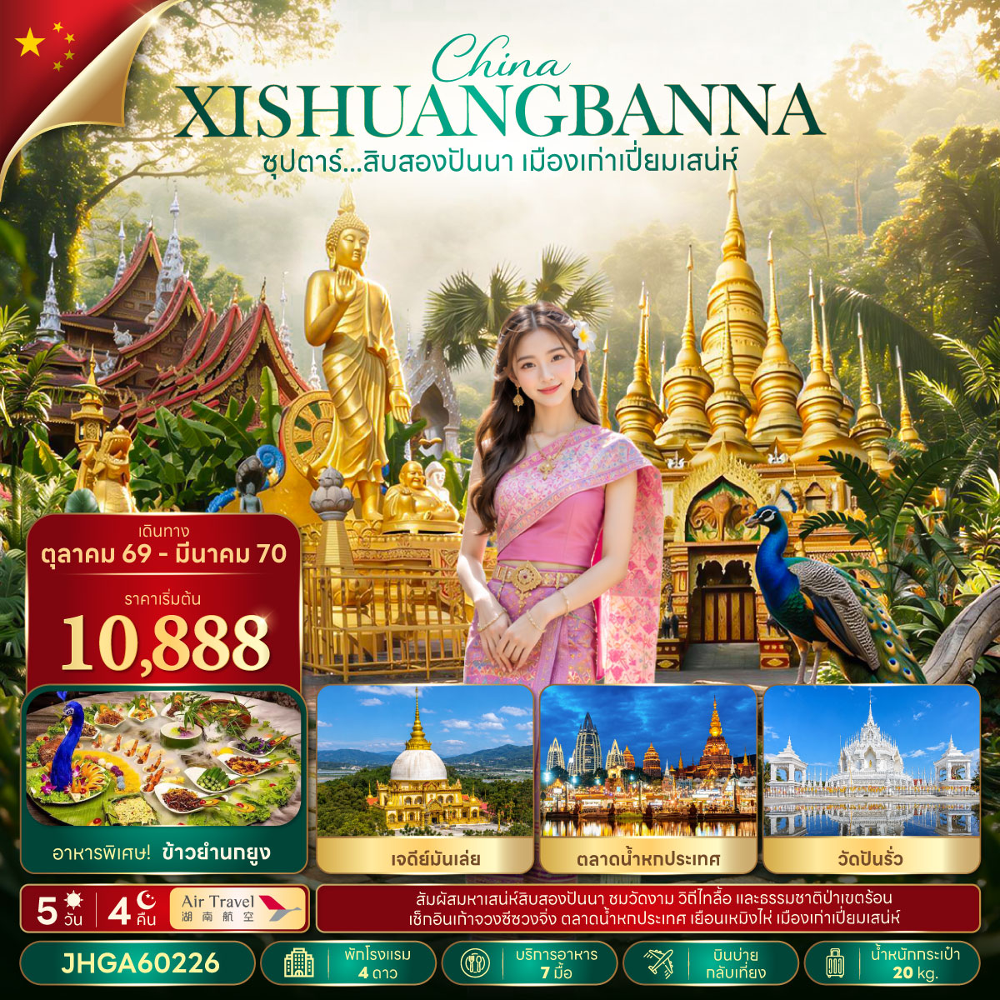 China
XISHUANGBANNA
ซุปตาร์...สิบสองปันนา เมืองเก่าเปี่ยมเสน่ห์
เดินทาง
ตุลาคม 69 - มีนาคม 70
ราคาเริ่มต้น
10,888
อาหารพิเศษ! ข้าวยำนกยูง
เจดีย์มันเล่ย
ตลาดน้ำหกประเทศ
วัดปันรั่ว
5 วัน
4 คืน
Air Travel
湖南航空
สัมผัสมหาเสน่ห์สิบสองปันนา ชมวัดงาม วิถีไทลื้อ และธรรมชาติป่าเขตร้อน
เช็กอินเก้าจวงซีซวงจิ่ง ตลาดน้ำหกประเทศ เยือนเหมิงไห่ เมืองเก่าเปี่ยมเสน่ห์
JHGA60226
พักโรงแรม
4 ดาว
บริการอาหาร
7 มื้อ
บินบ่าย
กลับเที่ยง
น้ำหนักกระเป๋า
20 kg.